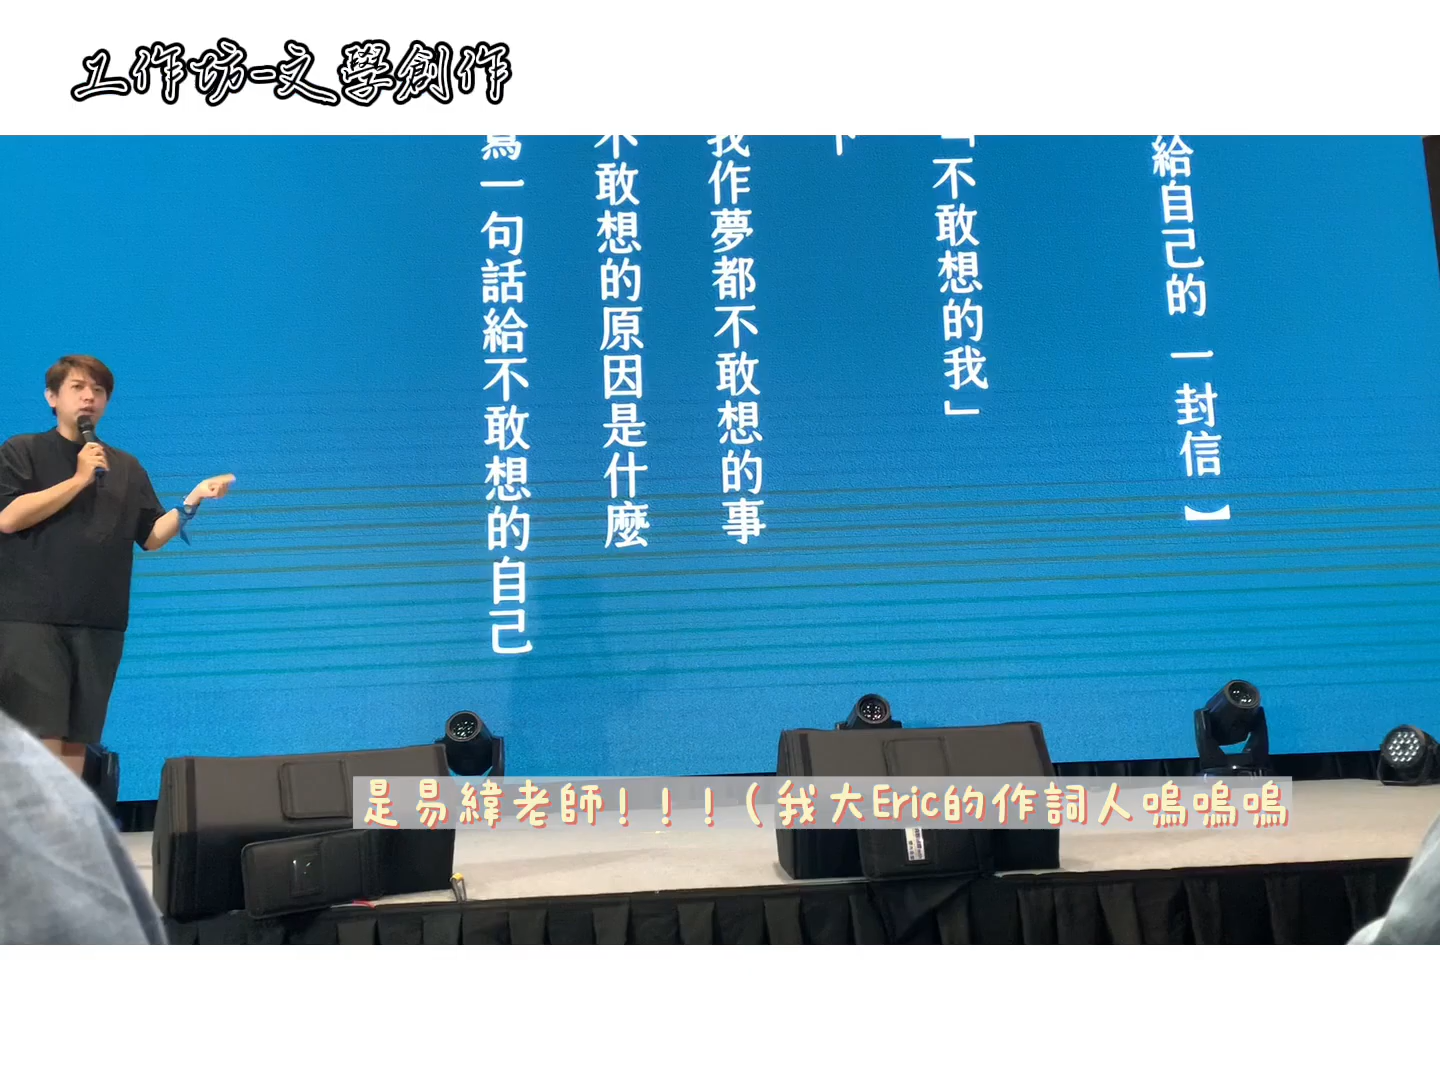 工作坊-文學創作
給自己的 一封信】
「不敢想的我」
我作夢都不敢想的事
不敢想的原因是什麼
寫一句話給不敢想的自己
是易緯老師！！！（我大Eric的作詞人嗚嗚嗚